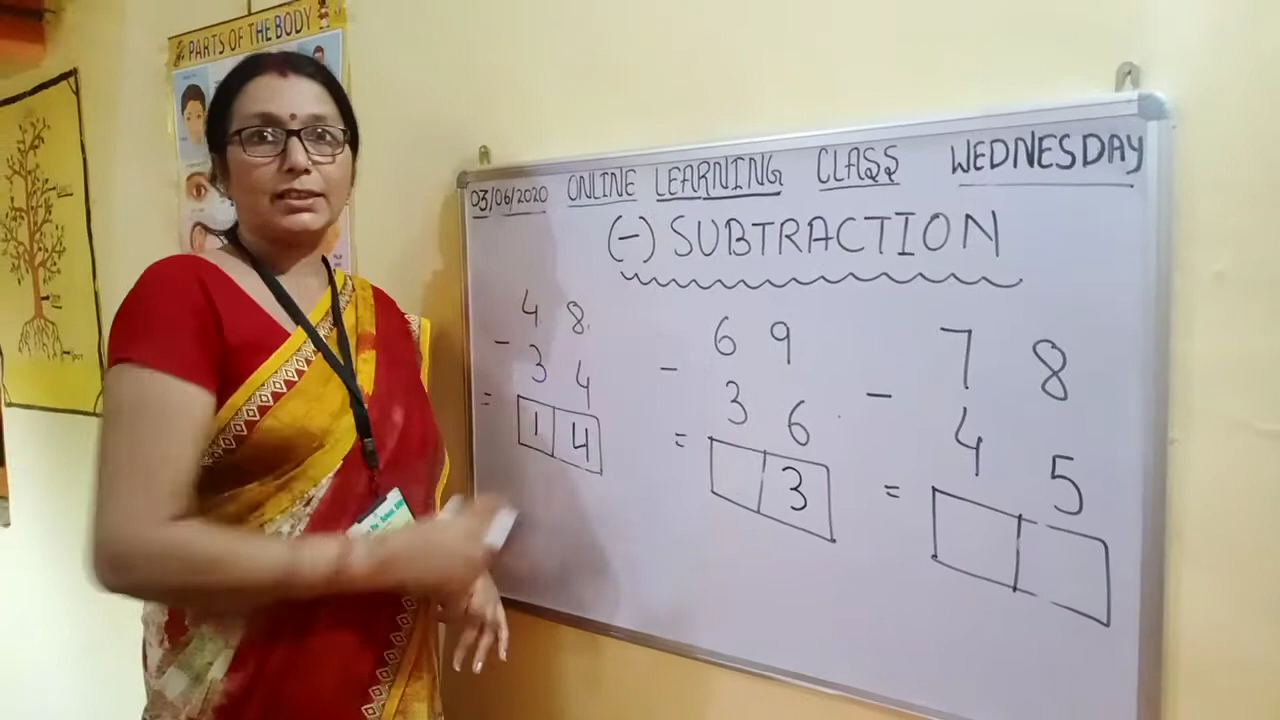 PARTS OF THE BODY
03/06/2020 ONLINE LEARNING CLASS WEDNESDAY
(-) SUBTRACTION
4 8
- 3 4
= 1 4
6 9
- 3 6
= 3
7 8
- 4 5
=